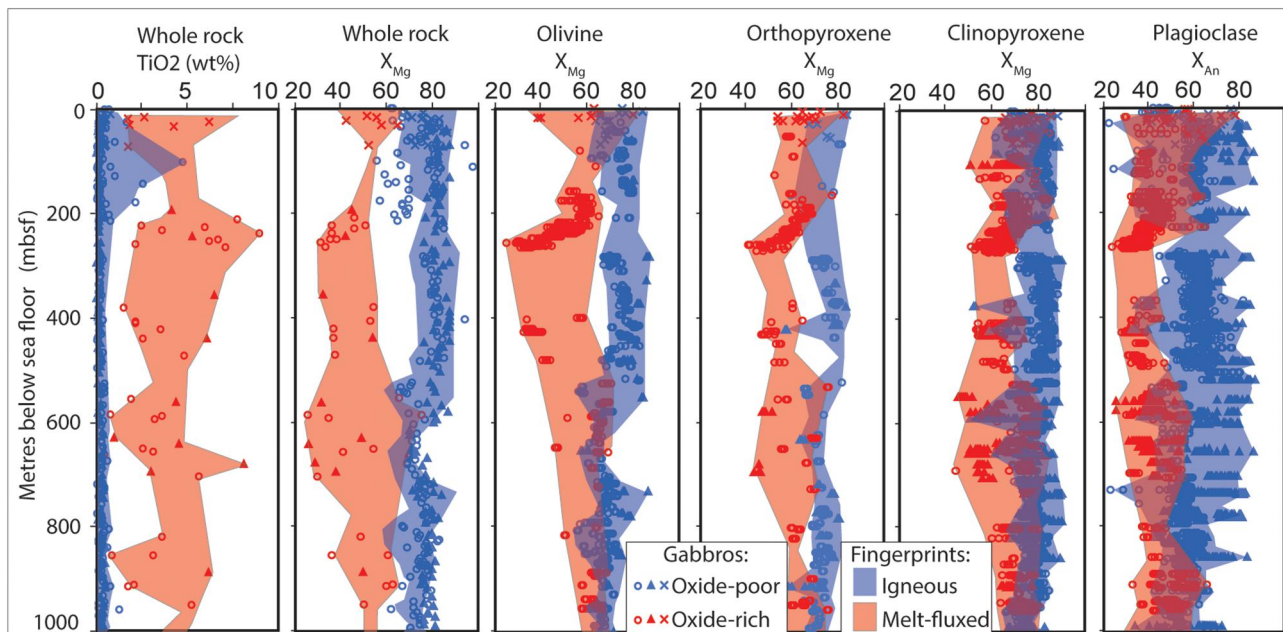 Whole rock
TiO2 (wt%)
0 5 10
Whole rock
XMg
20 40 60 80
Olivine
XMg
20 40 60 80
Orthopyroxene
XMg
20 40 60 80
Clinopyroxene
XMg
20 40 60 80
Plagioclase
XAn
20 40 60 80
Metres below sea floor (mbsf)
0
200
400
600
800
1000
Gabbros:
Oxide-poor
Oxide-rich
Fingerprints:
Igneous
Melt-fluxed